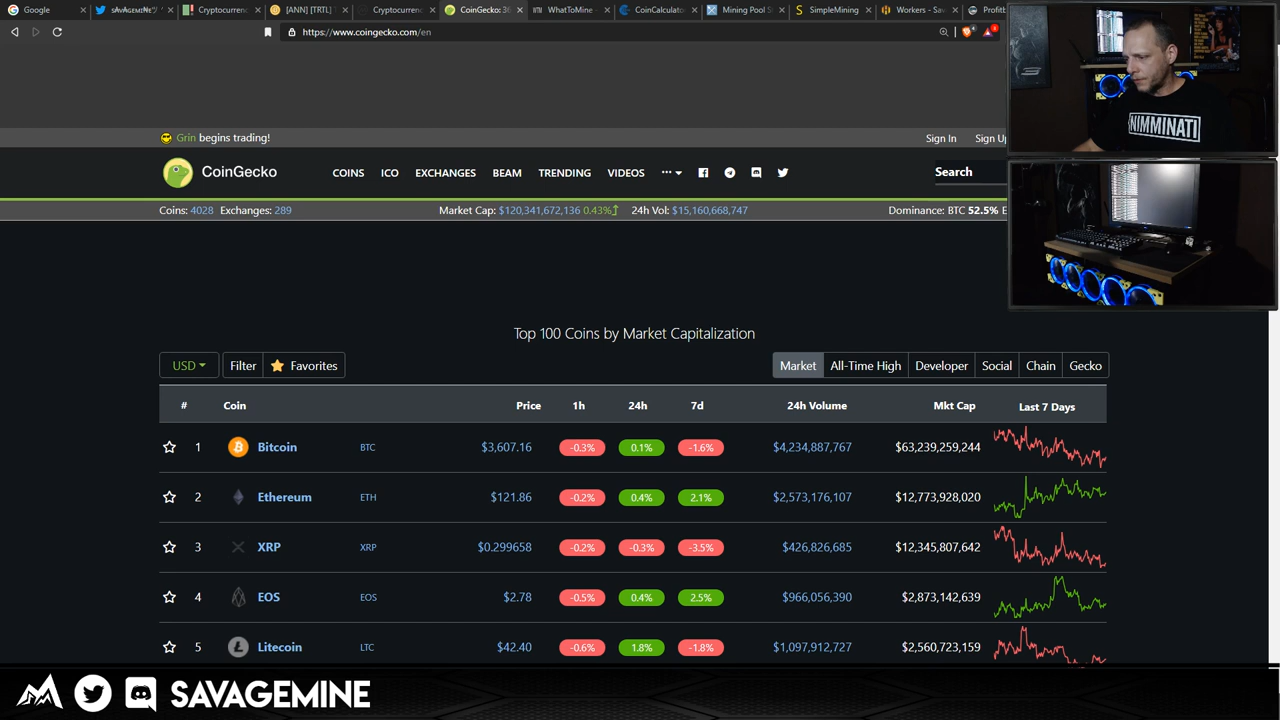 Google
SAVAGEMINE
Cryptocurrenc
[ANN] [TRTL] T
Cryptocurrenc
CoinGecko: 36
WhatToMine -
CoinCalculato
Mining Pool S
SimpleMining
Workers - Sav
Profitb
https://www.coingecko.com/en
Grin begins trading!
Sign In Sign Up
CoinGecko COINS ICO EXCHANGES BEAM TRENDING VIDEOS Search
Coins: 4028 Exchanges: 289 Market Cap: $120,341,672,136 0.43% 24h Vol: $15,160,668,747 Dominance: BTC 52.5% E
Top 100 Coins by Market Capitalization
USD Filter Favorites Market All-Time High Developer Social Chain Gecko
# Coin Price 1h 24h 7d 24h Volume Mkt Cap Last 7 Days
1 Bitcoin BTC $3,607.16 -0.3% 0.1% -1.6% $4,234,887,767 $63,239,259,244
2 Ethereum ETH $121.86 -0.2% 0.4% 2.1% $2,573,176,107 $12,773,928,020
3 XRP XRP $0.299658 -0.2% -0.3% -3.5% $426,826,685 $12,345,807,642
4 EOS EOS $2.78 -0.5% 0.4% 2.5% $966,056,390 $2,873,142,639
5 Litecoin LTC $42.40 -0.6% 1.8% -1.8% $1,097,912,727 $2,560,723,159
NIMMINATI
SAVAGEMINE